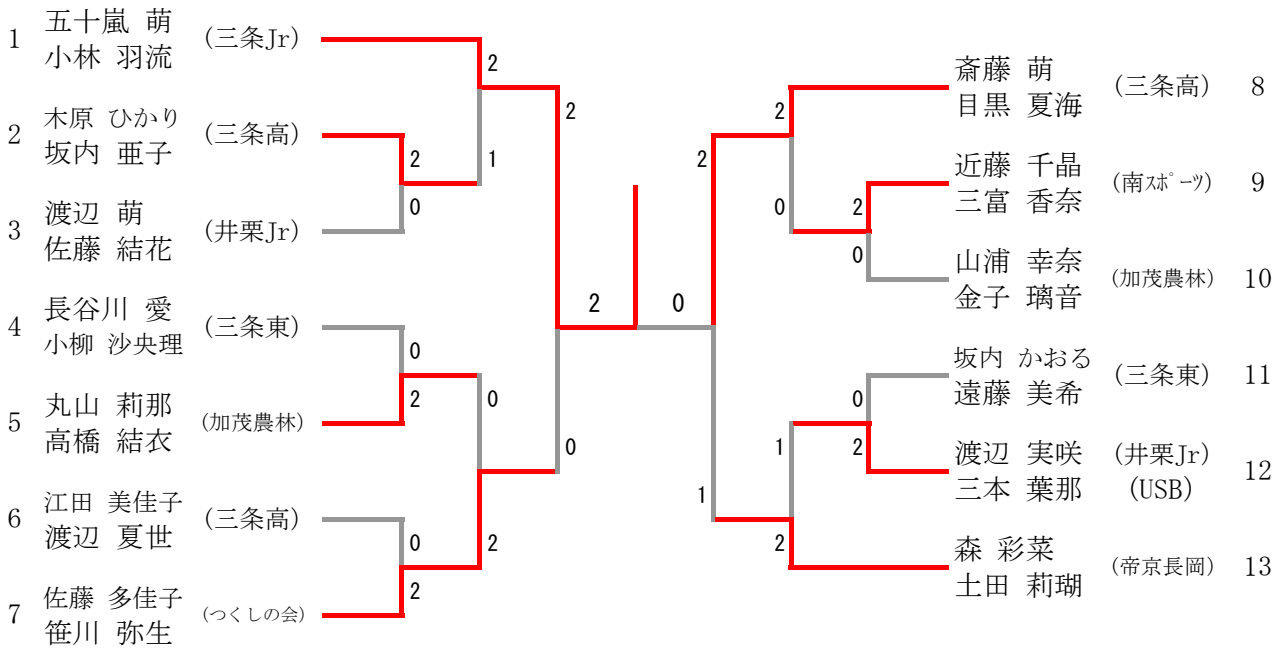 1 五十嵐 萌 小林 羽流 (三条Jr)
2 木原 ひかり 坂内 亜子 (三条高)
3 渡辺 萌 佐藤 結花 (井栗Jr)
4 長谷川 愛 小柳 沙央理 (三条東)
5 丸山 莉那 高橋 結衣 (加茂農林)
6 江田 美佳子 渡辺 夏世 (三条高)
7 佐藤 多佳子 笹川 弥生 (つくしの会)
2
1
2
0
0
2
0
2
0
2
2
0
2
0
2
1
2
0
2
0
0
2
1
2
斎藤 萌 目黒 夏海 (三条高) 8
近藤 千晶 三富 香奈 (南スポーツ) 9
山浦 幸奈 金子 璃音 (加茂農林) 10
坂内 かおる 遠藤 美希 (三条東) 11
渡辺 実咲 三本 葉那 (井栗Jr) (USB) 12
森 彩菜 土田 莉瑚 (帝京長岡) 13